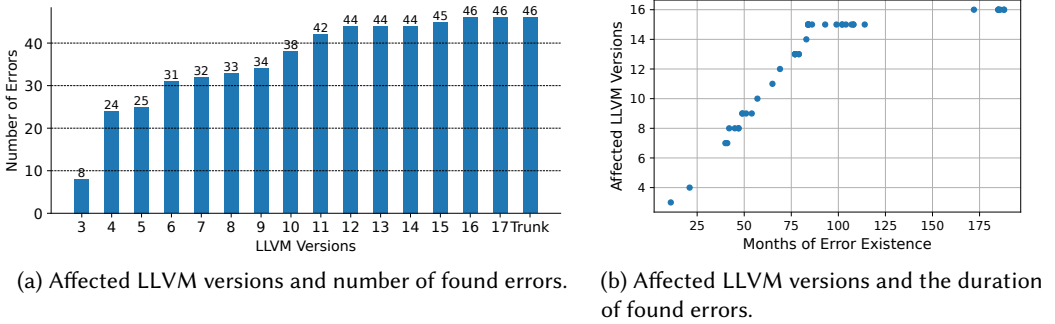 46 46 46
45
44 44 44
42
40
38
34
33
32
31
30
25
24
20
10
8
0
3 4 5 6 7 8 9 10 11 12 13 14 15 16 17 Trunk
LLVM Versions
Number of Errors
(a) Affected LLVM versions and number of found errors.
16
14
12
10
8
6
4
25 50 75 100 125 150 175
Months of Error Existence
Affected LLVM Versions
(b) Affected LLVM versions and the duration
of found errors.